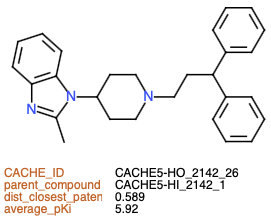 N
N
N
CACHE_ID CACHE5-HO_2142_26
parent_compound CACHE5-HI_2142_1
dist_closest_paten 0.589
average_pKi 5.92